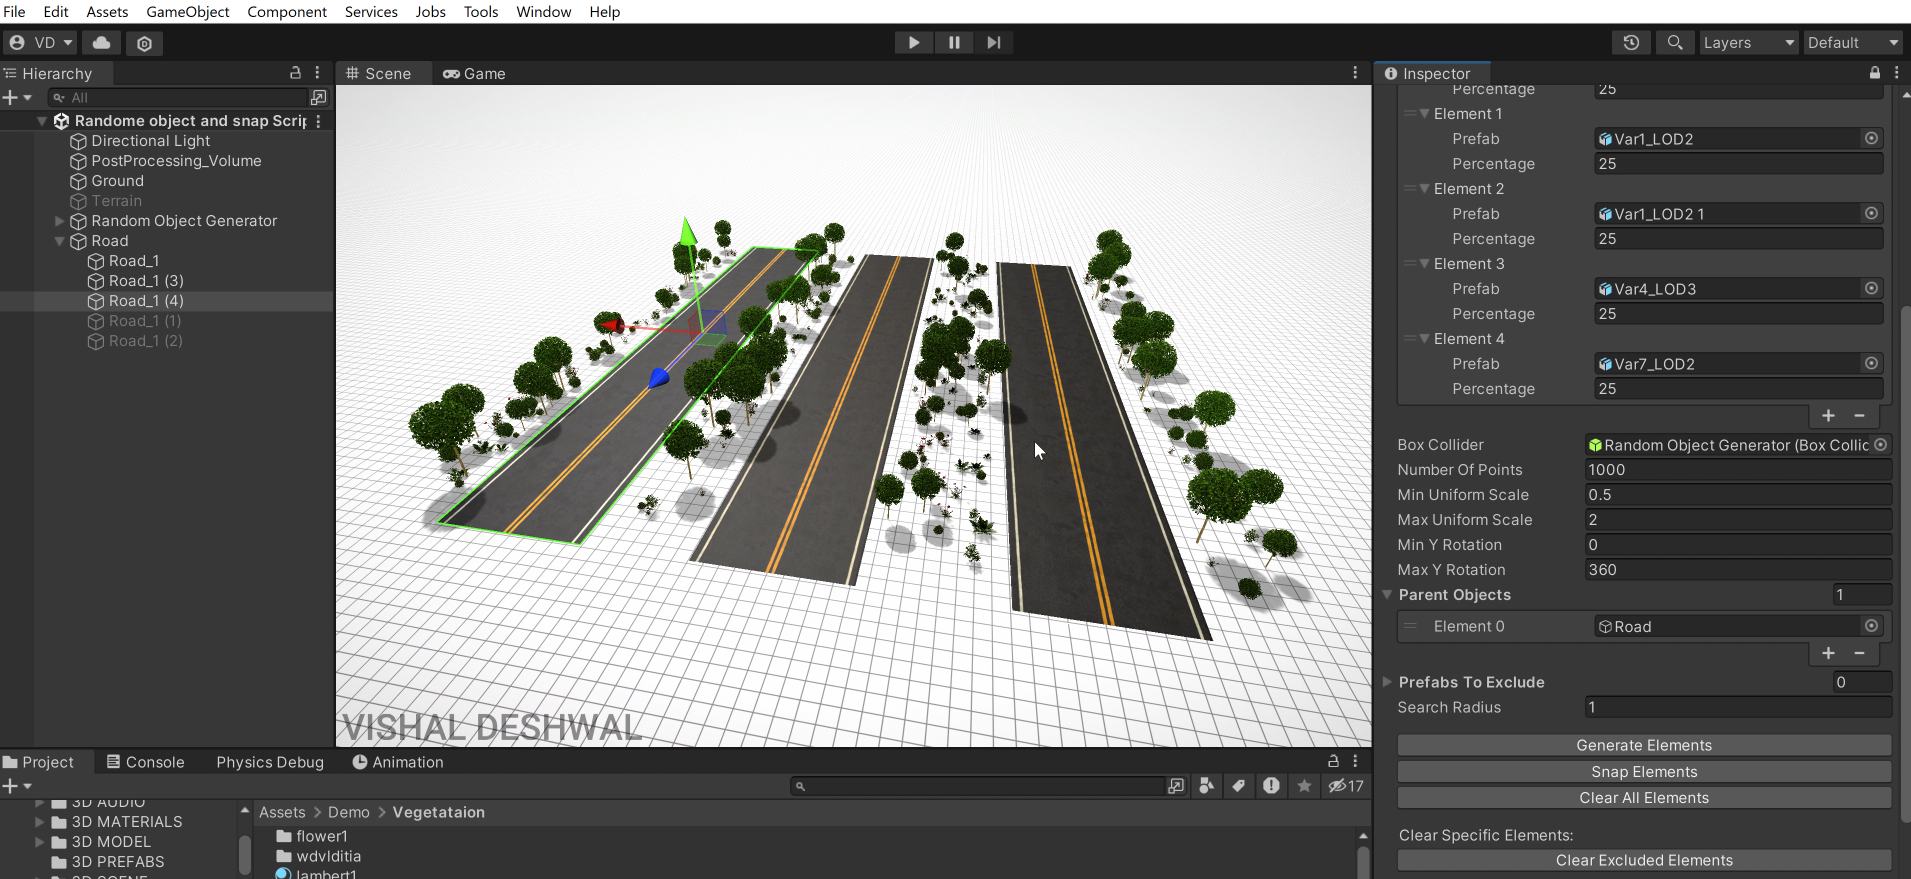 File Edit Assets GameObject Component Services Jobs Tools Window Help
VD Layers Default
Hierarchy
All
Randome object and snap Scrip
Directional Light
PostProcessing_Volume
Ground
Terrain
Random Object Generator
Road
Road_1
Road_1 (3)
Road_1 (4)
Road_1 (1)
Road_1 (2)
Scene Game
VISHAL DESHWAL
Inspector
Percentage 25
Element 1
Prefab Var1_LOD2
Percentage 25
Element 2
Prefab Var1_LOD2 1
Percentage 25
Element 3
Prefab Var4_LOD3
Percentage 25
Element 4
Prefab Var7_LOD2
Percentage 25
Box Collider Random Object Generator (Box Collic
Number Of Points 1000
Min Uniform Scale 0.5
Max Uniform Scale 2
Min Y Rotation 0
Max Y Rotation 360
Parent Objects 1
Element 0 Road
Prefabs To Exclude 0
Search Radius 1
Generate Elements
Snap Elements
Clear All Elements
Clear Specific Elements:
Clear Excluded Elements
Project Console Physics Debug Animation
17
3D AUDIO
3D MATERIALS
3D MODEL
3D PREFABS
3D SCENE
Assets > Demo > Vegetataion
flower1
wdvlditia
lambert1